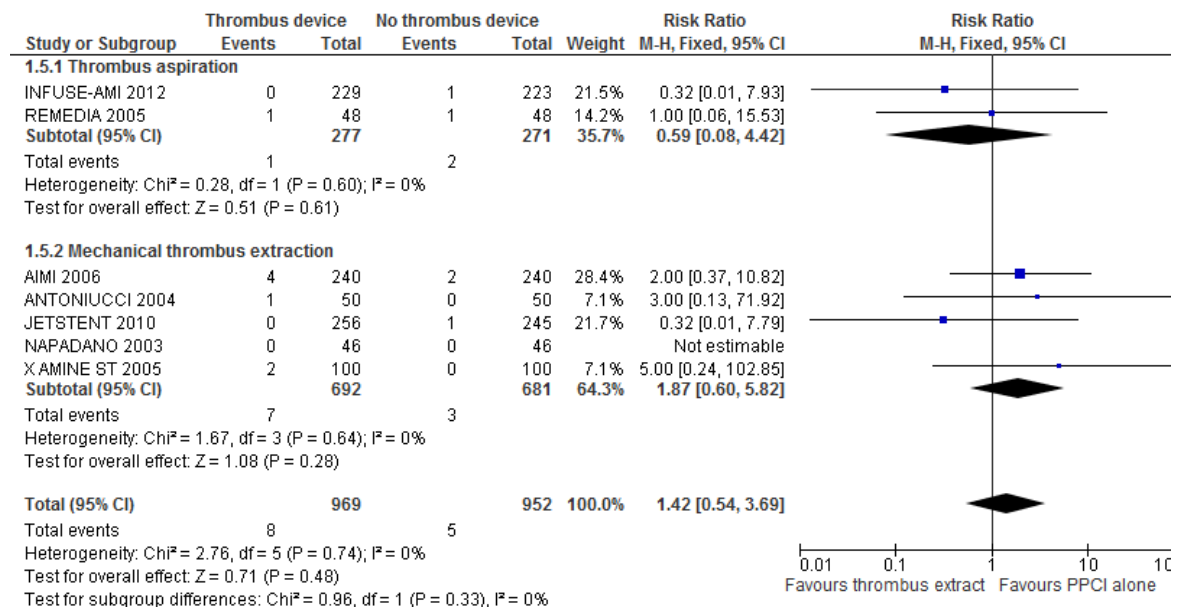 Thrombus device No thrombus device Risk Ratio Risk Ratio
Study or Subgroup Events Total Events Total Weight M-H, Fixed, 95% CI M-H, Fixed, 95% CI
1.5.1 Thrombus aspiration
INFUSE-AMI 2012 0 229 1 223 21.5% 0.32 [0.01, 7.93]
REMEDIA 2005 1 48 1 48 14.2% 1.00 [0.06, 15.53]
Subtotal (95% CI) 277 271 35.7% 0.59 [0.08, 4.42]
Total events 1 2
Heterogeneity: Chi² = 0.28, df = 1 (P = 0.60); I² = 0%
Test for overall effect: Z = 0.51 (P = 0.61)
1.5.2 Mechanical thrombus extraction
AIMI 2006 4 240 2 240 28.4% 2.00 [0.37, 10.82]
ANTONIUCCI 2004 1 50 0 50 7.1% 3.00 [0.13, 71.92]
JETSTENT 2010 0 256 1 245 21.7% 0.32 [0.01, 7.79]
NAPADANO 2003 0 46 0 46 Not estimable
X AMINE ST 2005 2 100 0 100 7.1% 5.00 [0.24, 102.85]
Subtotal (95% CI) 692 681 64.3% 1.87 [0.60, 5.82]
Total events 7 3
Heterogeneity: Chi² = 1.67, df = 3 (P = 0.64); I² = 0%
Test for overall effect: Z = 1.08 (P = 0.28)
Total (95% CI) 969 952 100.0% 1.42 [0.54, 3.69]
Total events 8 5
Heterogeneity: Chi² = 2.76, df = 5 (P = 0.74); I² = 0%
Test for overall effect: Z = 0.71 (P = 0.48)
Test for subgroup differences: Chi² = 0.96, df = 1 (P = 0.33), I² = 0%
0.01 0.1 1 10 10
Favours thrombus extract Favours PPCI alone